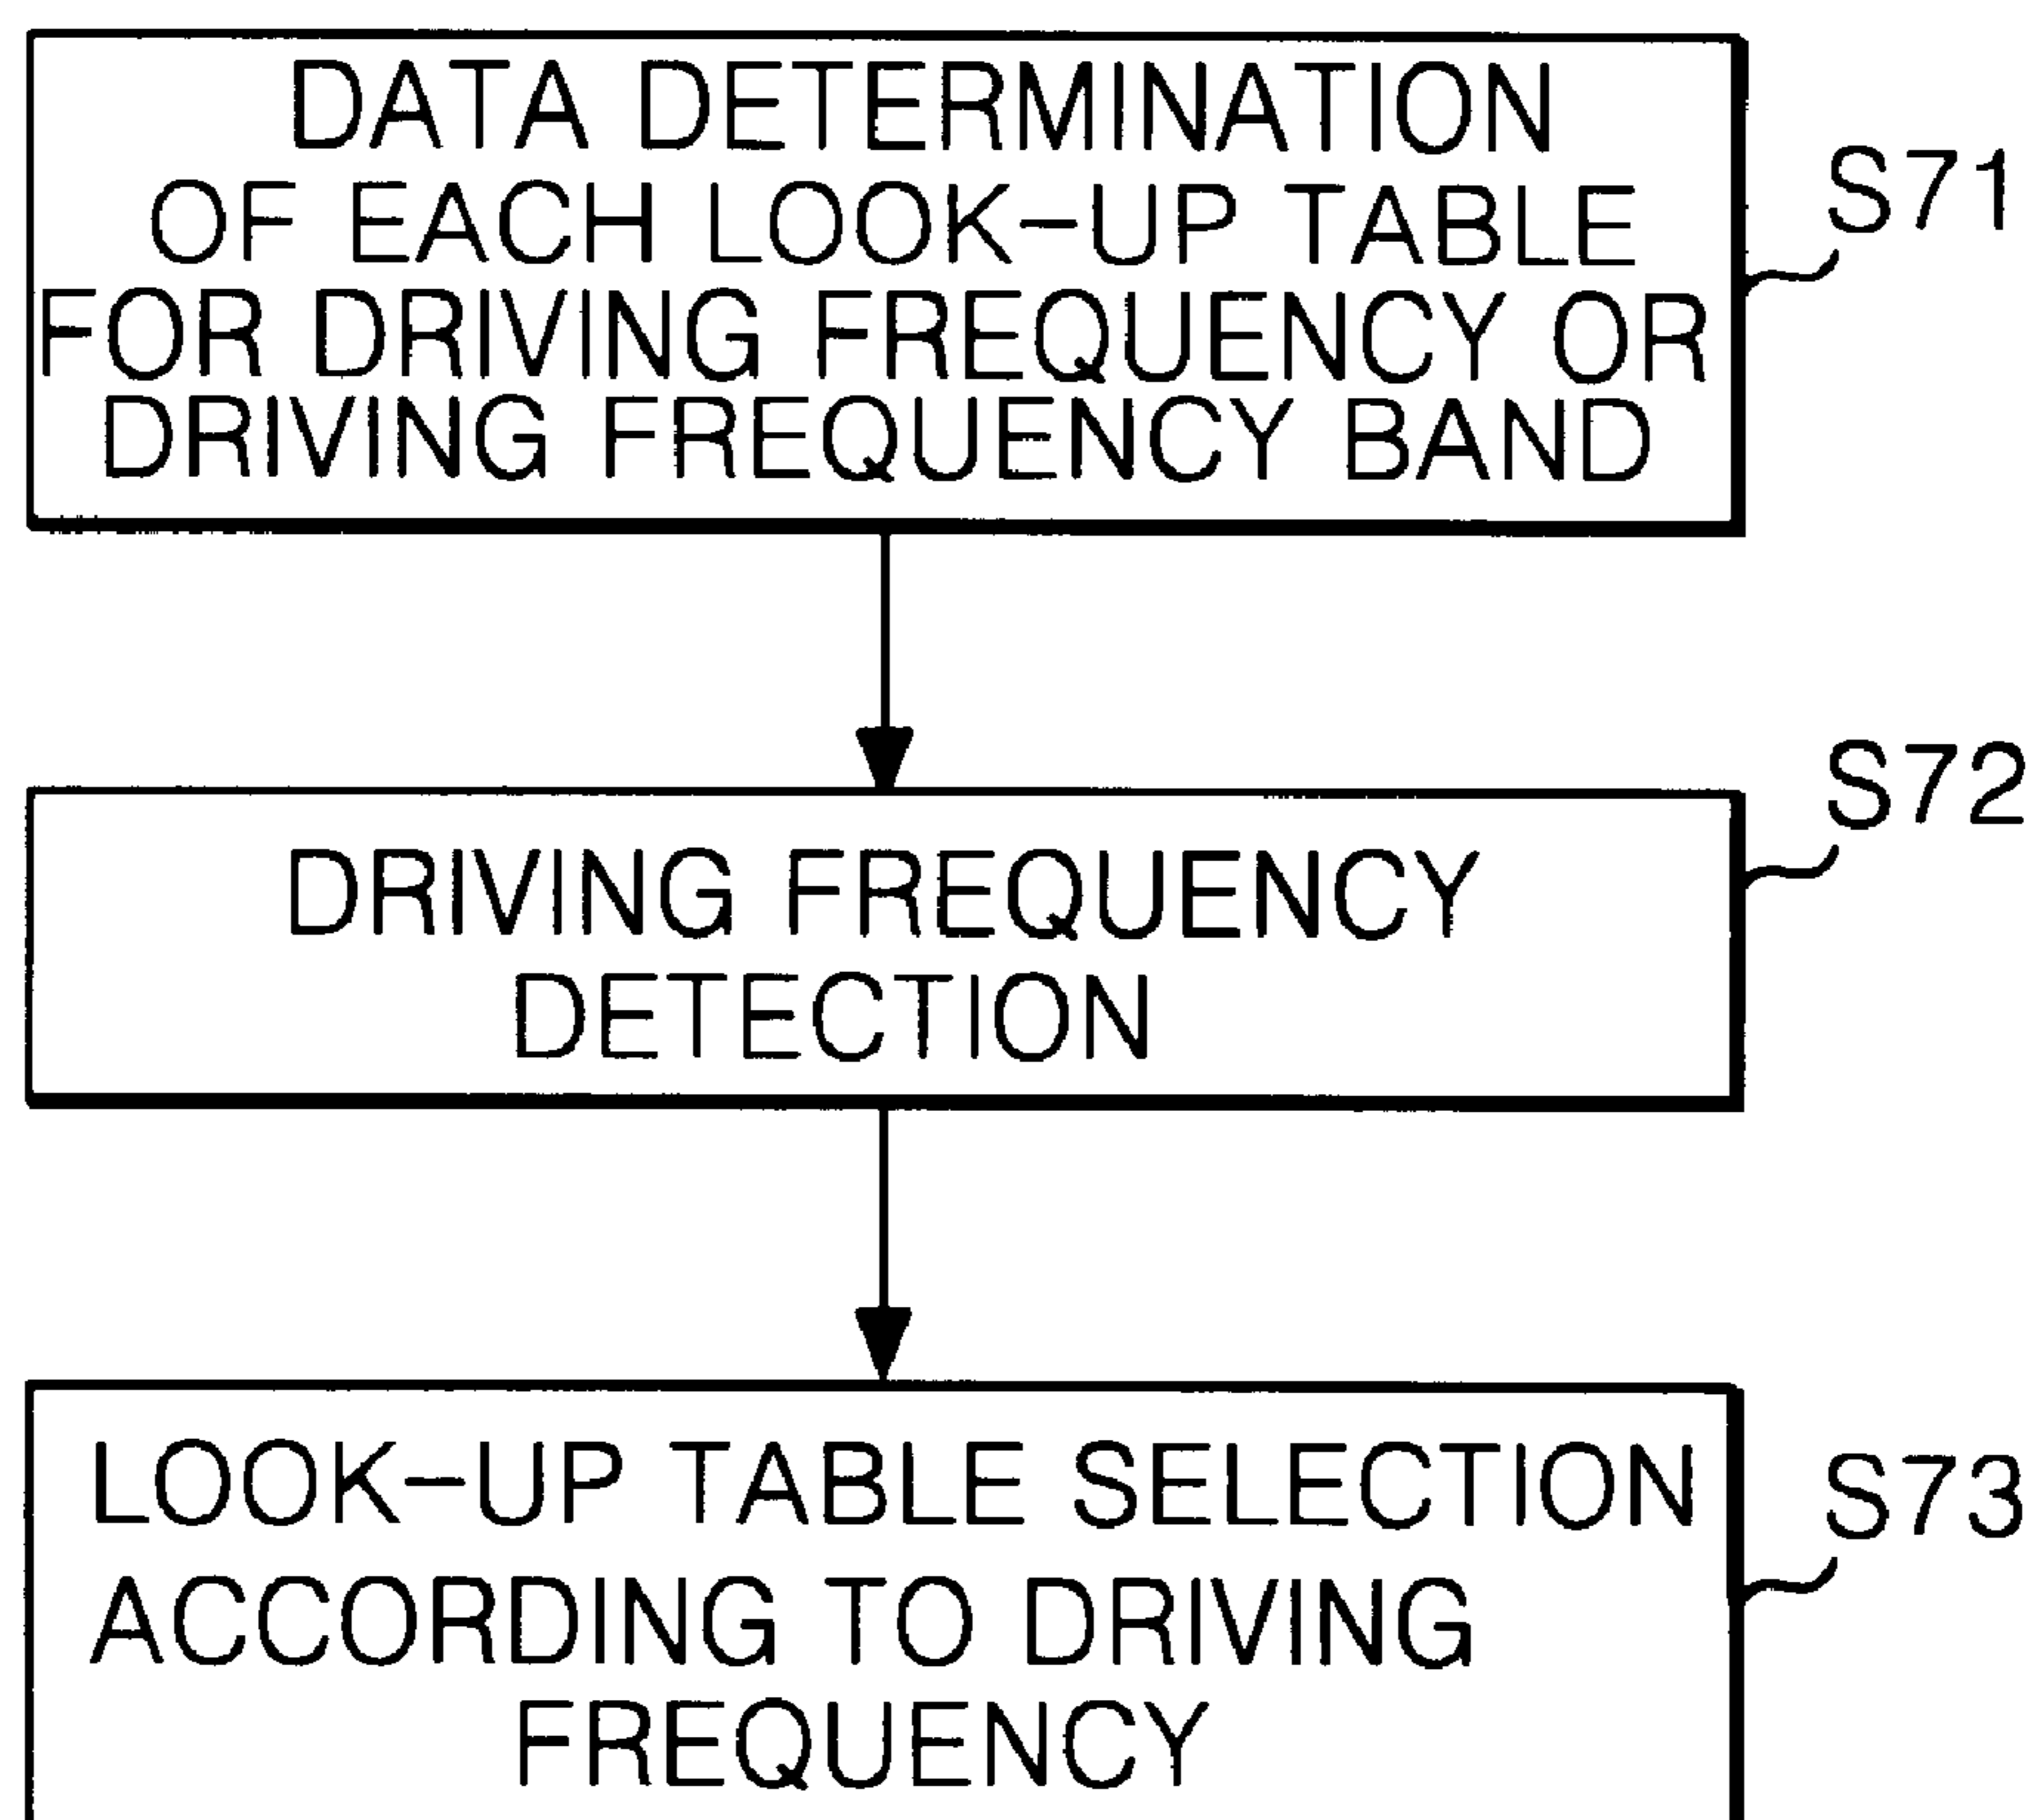 DATA DETERMINATION
OF EACH LOOK-UP TABLE
FOR DRIVING FREQUENCY OR
DRIVING FREQUENCY BAND
S71
S72
DRIVING FREQUENCY
DETECTION
LOOK-UP TABLE SELECTION
ACCORDING TO DRIVING
FREQUENCY
S73